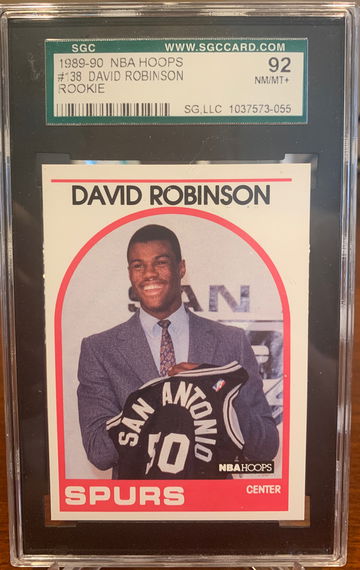 SGC WWW.SGCCARD.COM
1989-90 NBA HOOPS 92
#138 DAVID ROBINSON NM/MT+
ROOKIE
SG,LLC 1037573-055
DAVID ROBINSON
SAN
SAN ANTONIO
50
NBA HOOPS
SPURS CENTER